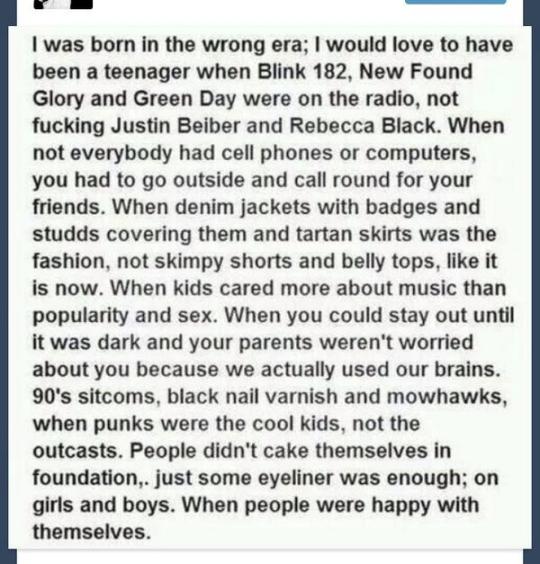 I was born in the wrong era; I would love to have
been a teenager when Blink 182, New Found
Glory and Green Day were on the radio, not
fucking Justin Beiber and Rebecca Black. When
not everybody had cell phones or computers,
you had to go outside and call round for your
friends. When denim jackets with badges and
studds covering them and tartan skirts was the
fashion, not skimpy shorts and belly tops, like it
is now. When kids cared more about music than
popularity and sex. When you could stay out until
it was dark and your parents weren't worried
about you because we actually used our brains.
90's sitcoms, black nail varnish and mowhawks,
when punks were the cool kids, not the
outcasts. People didn't cake themselves in
foundation,. just some eyeliner was enough; on
girls and boys. When people were happy with
themselves.